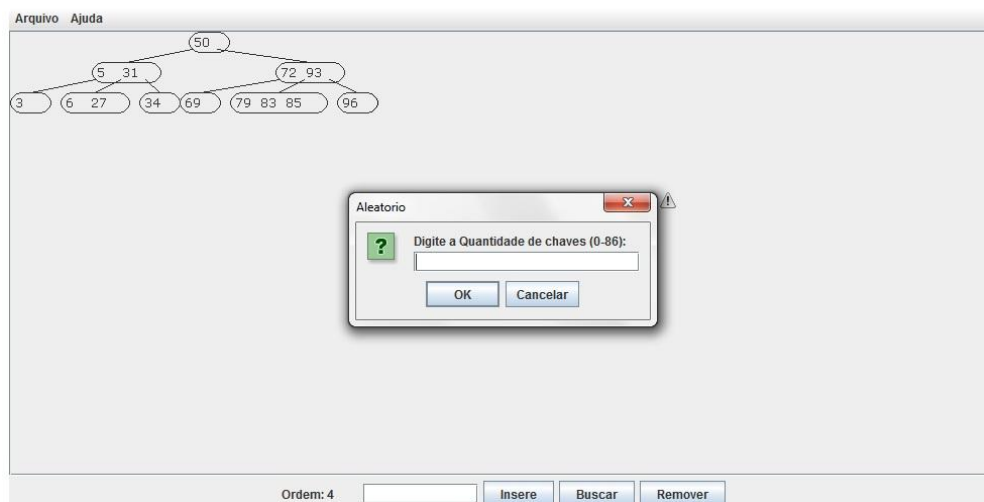 Arquivo Ajuda
50
5 31 72 93
3 6 27 34 69 79 83 85 96
Aleatorio
? Digite a Quantidade de chaves (0-86):
OK Cancelar
Ordem: 4 Insere Buscar Remover